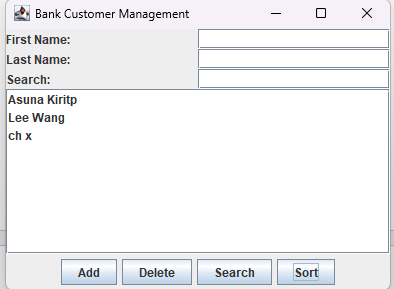 Bank Customer Management
First Name:
Last Name:
Search:
Asuna Kiritp
Lee Wang
ch x
Add Delete Search Sort